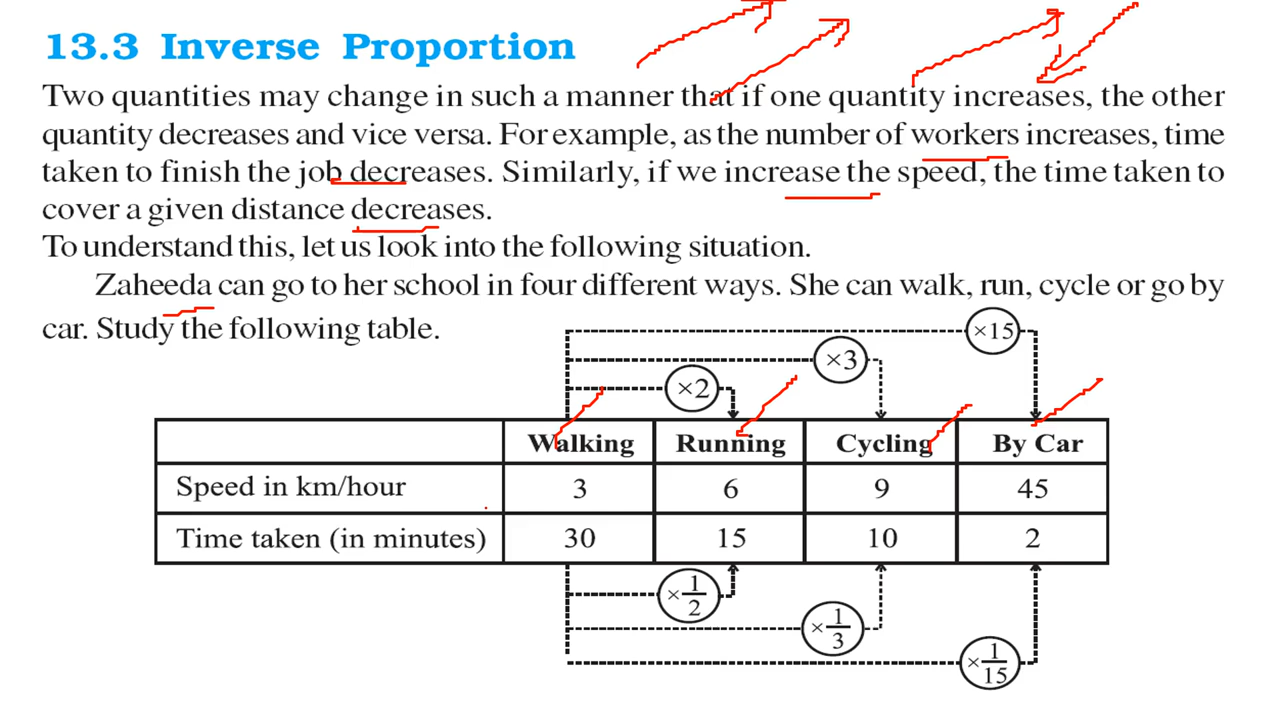 13.3 Inverse Proportion
Two quantities may change in such a manner that if one quantity increases, the other
quantity decreases and vice versa. For example, as the number of workers increases, time
taken to finish the job decreases. Similarly, if we increase the speed, the time taken to
cover a given distance decreases.
To understand this, let us look into the following situation.
Zaheeda can go to her school in four different ways. She can walk, run, cycle or go by
car. Study the following table.
×15
×3
×2
Walking Running Cycling By Car
Speed in km/hour 3 6 9 45
Time taken (in minutes) 30 15 10 2
× 1/2
× 1/3
× 1/15